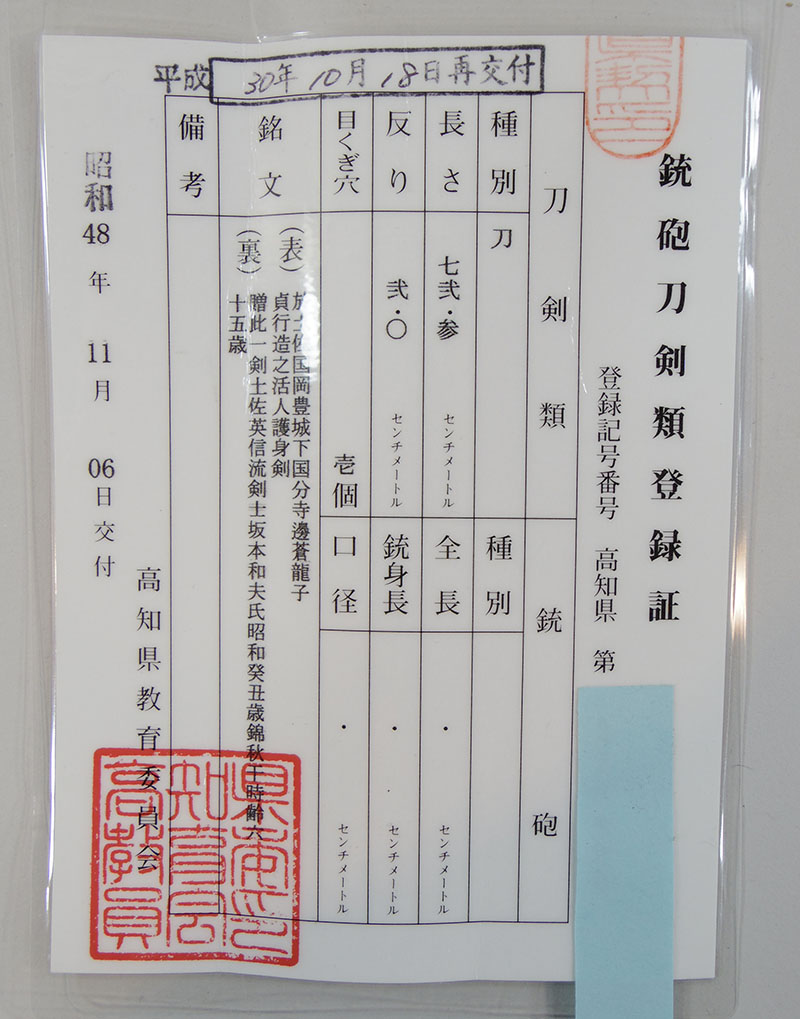 銃砲刀剣類登録証
登録記号番号 高知県 第
刀剣類
種別 刀
長さ 七弐・参 センチメートル
反り 弐・〇 センチメートル
目くぎ穴 壱個
銘文
(表) 於土佐国岡豊城下国分寺邊蒼龍子
貞行造之活人護身剣
(裏) 贈此一剣土佐英信流剣士坂本和夫氏昭和癸丑歳錦秋干時齢六
十五歳
備考
銃砲
種別
全長 ・ センチメートル
銃身長 ・ センチメートル
口径 ・ センチメートル
平成 30年 10月 18日再交付
昭和48年 11月 06日交付
高知県教育委員会